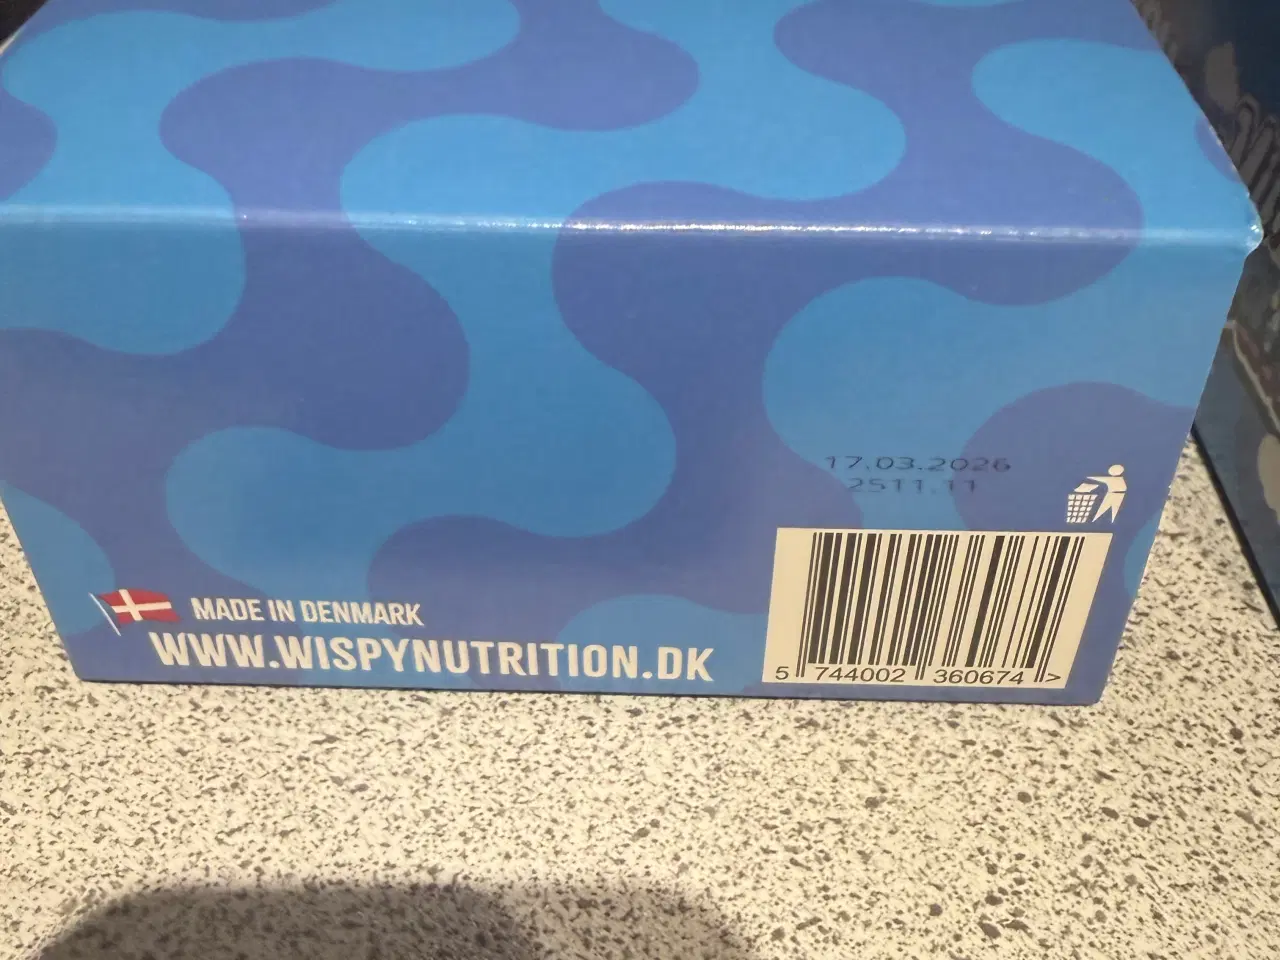 17.03.2026
2511.11
MADE IN DENMARK
WWW.WISPYNUTRITION.DK
5 744002 360674 >